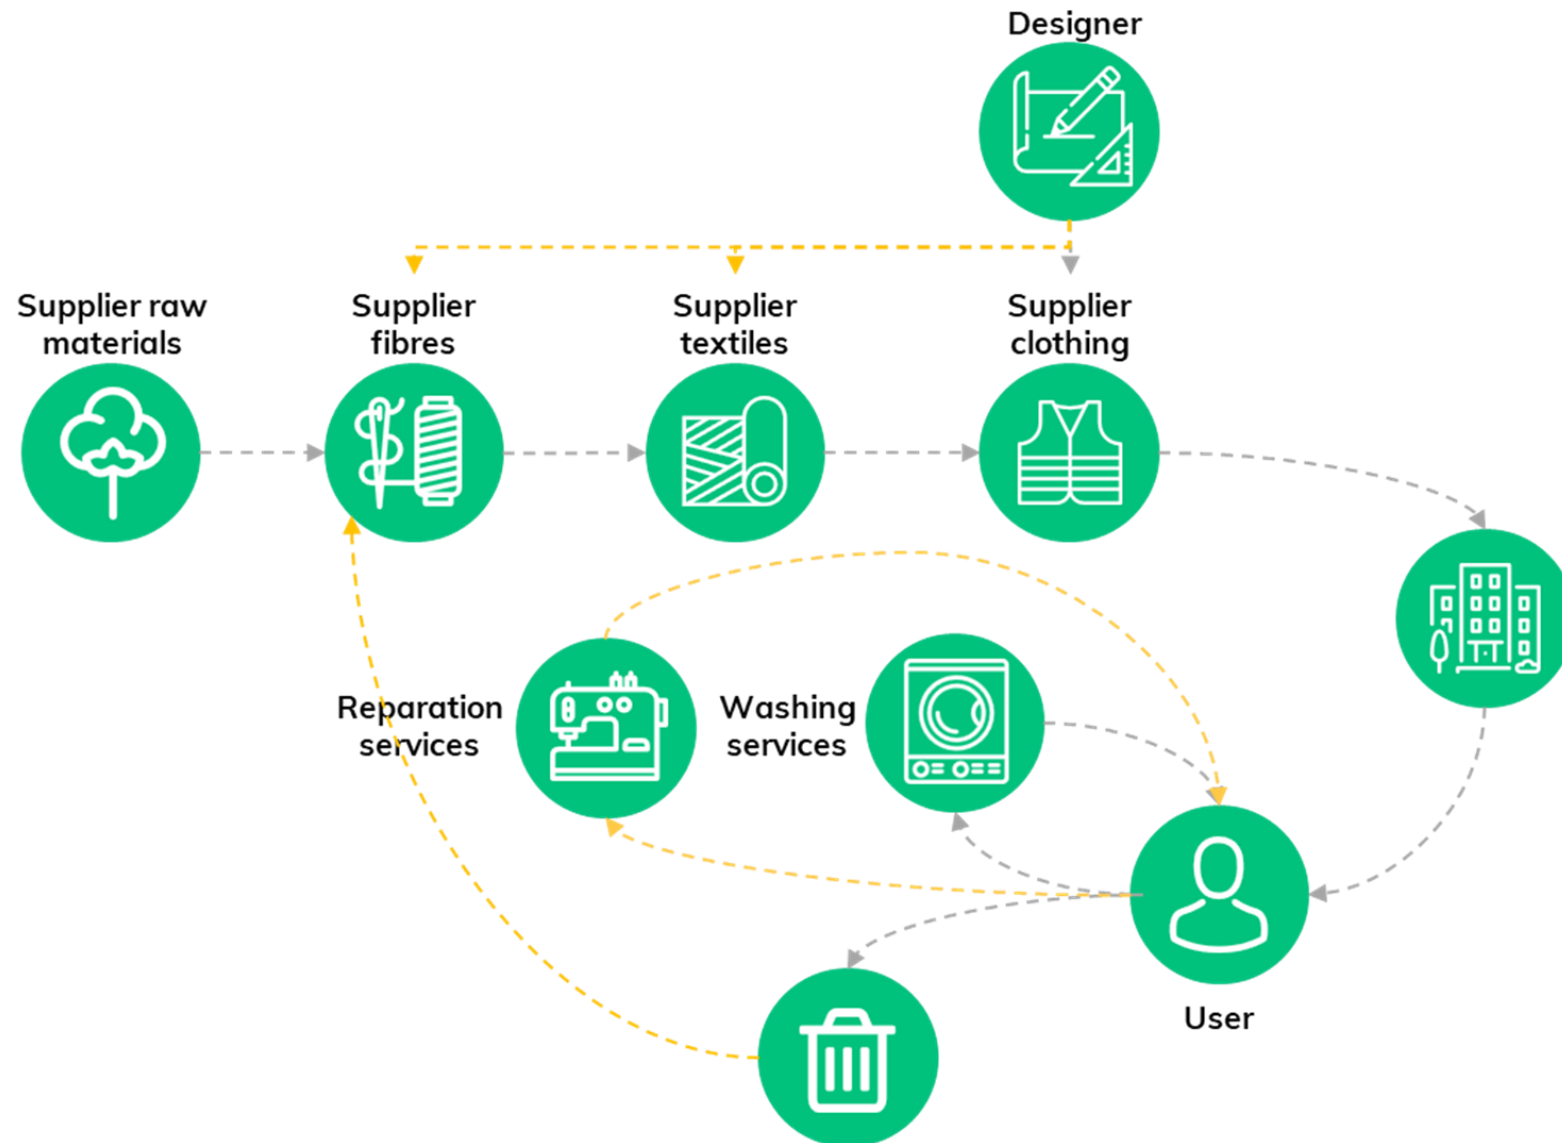 Designer
Supplier raw
materials
Supplier
fibres
Supplier
textiles
Supplier
clothing
Reparation
services
Washing
services
User